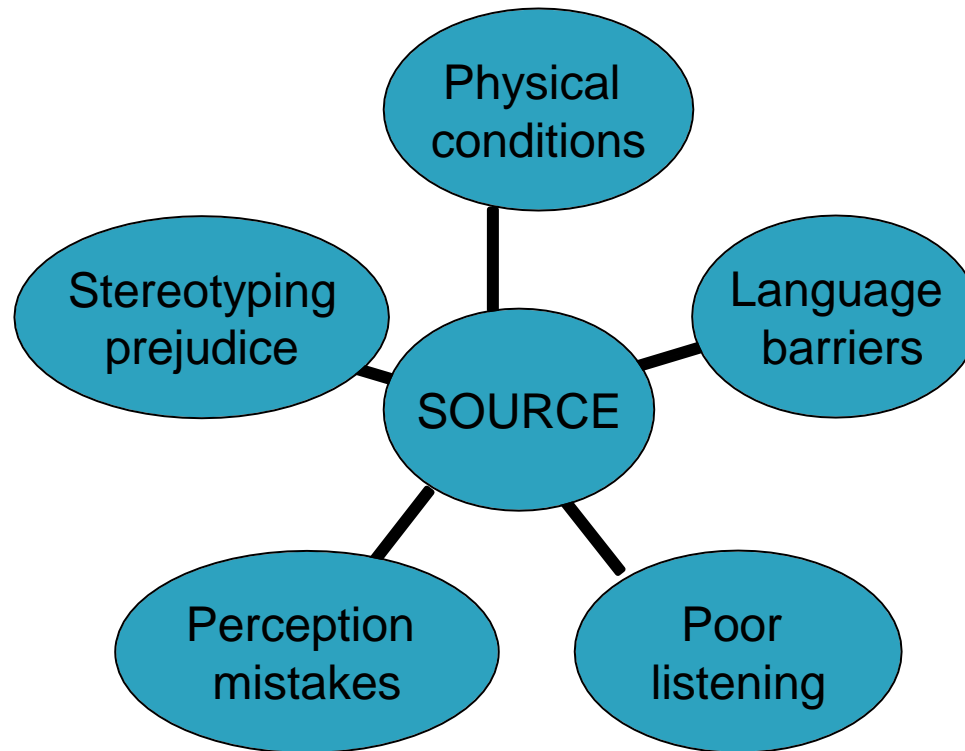 Physical
conditions
Stereotyping
prejudice
Language
barriers
SOURCE
Perception
mistakes
Poor
listening